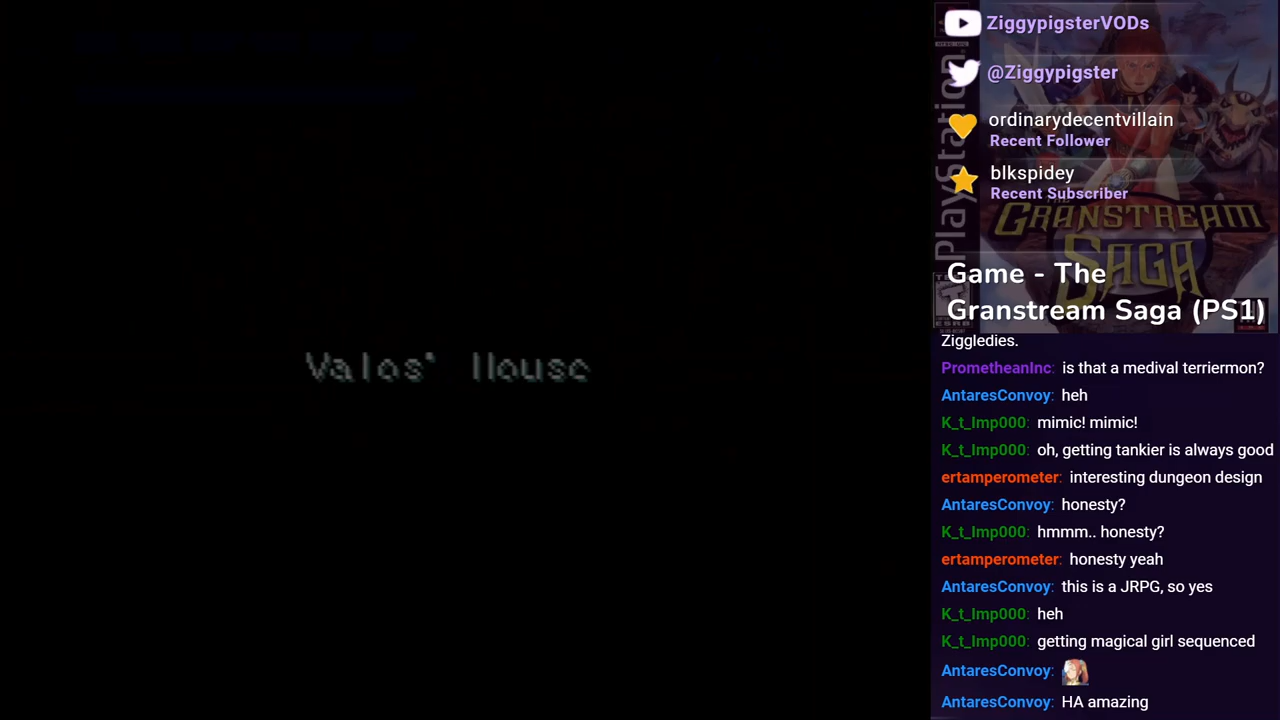 Valos' House
ZiggypigsterVODs
@Ziggypigster
ordinarydecentvillain
Recent Follower
blkspidey
Recent Subscriber
PlayStation
THE
GRANSTREAM
SAGA
Game - The
Granstream Saga (PS1)
Ziggledies.
PrometheanInc: is that a medival terriermon?
AntaresConvoy: heh
K_t_Imp000: mimic! mimic!
K_t_Imp000: oh, getting tankier is always good
ertamperometer: interesting dungeon design
AntaresConvoy: honesty?
K_t_Imp000: hmmm.. honesty?
ertamperometer: honesty yeah
AntaresConvoy: this is a JRPG, so yes
K_t_Imp000: heh
K_t_Imp000: getting magical girl sequenced
AntaresConvoy:
AntaresConvoy: HA amazing